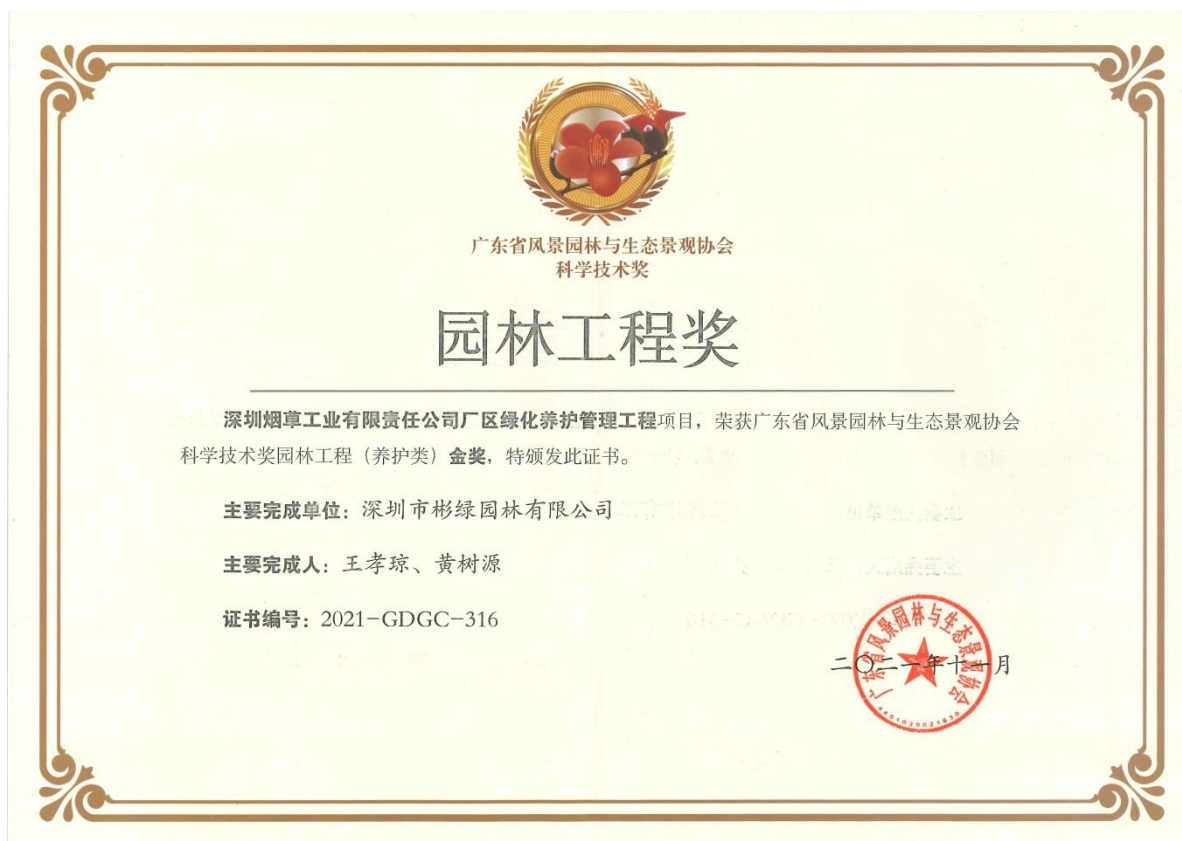 广东省风景园林与生态景观协会
科学技术奖
园林工程奖
深圳烟草工业有限责任公司厂区绿化养护管理工程项目，荣获广东省风景园林与生态景观协会
科学技术奖园林工程（养护类）金奖，特颁发此证书。
主要完成单位：深圳市彬绿园林有限公司
主要完成人：王孝琼、黄树源
证书编号：2021-GDGC-316
二〇二一年十一月
广东省风景园林与生态景观协会